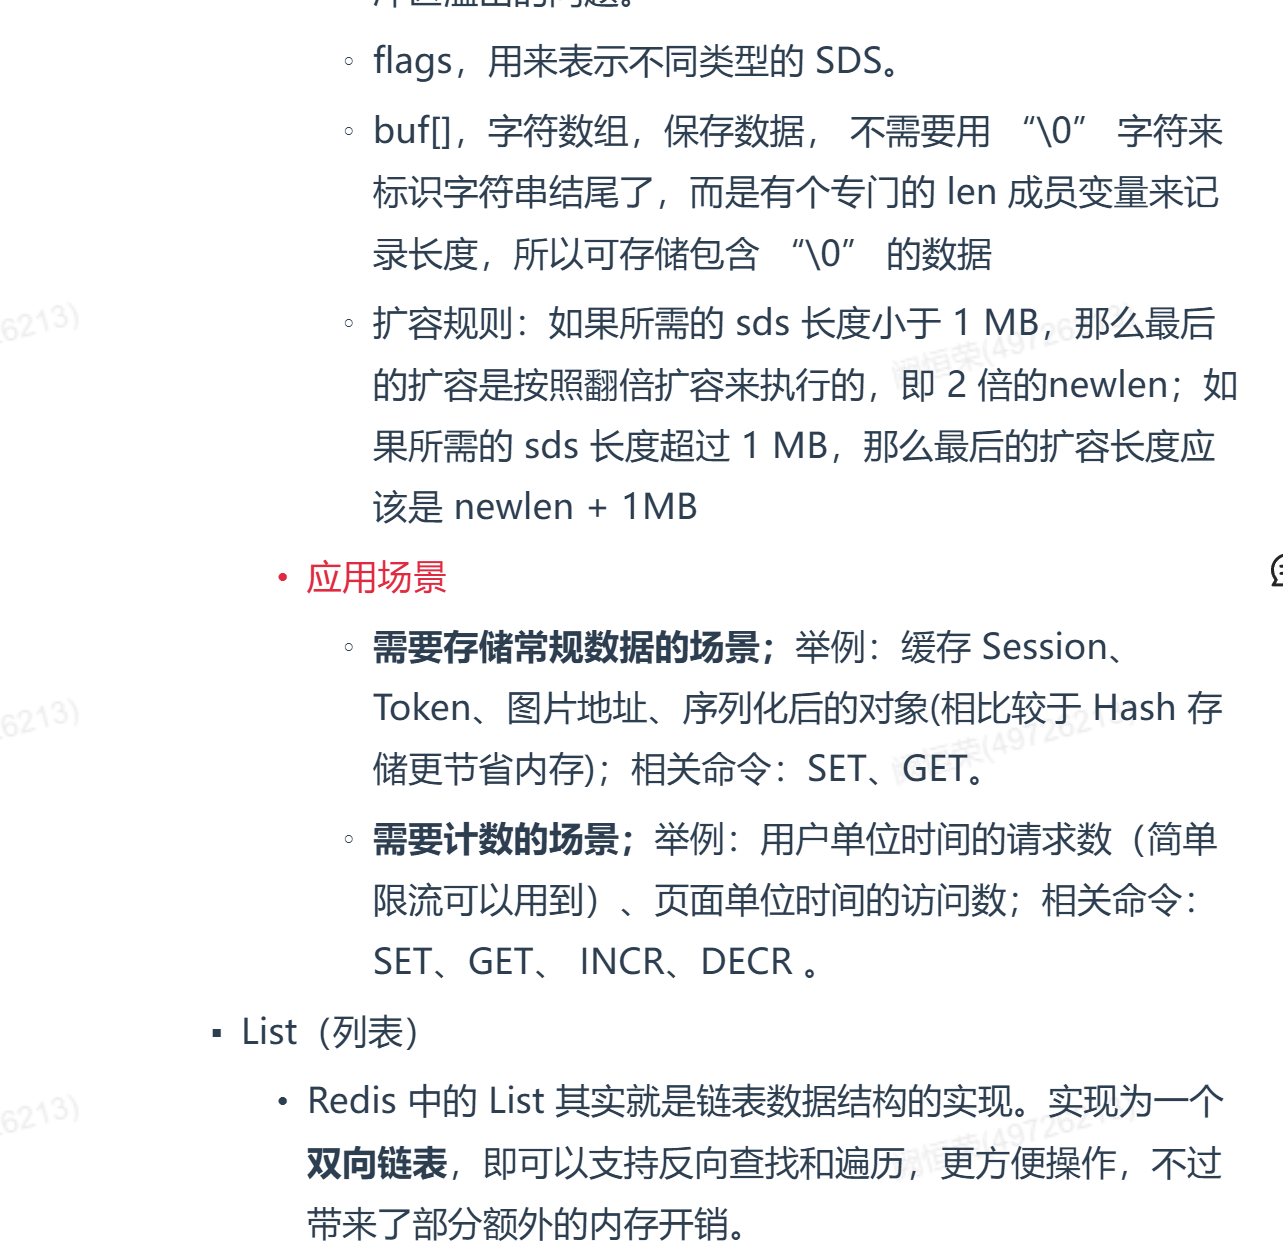 flags，用来表示不同类型的 SDS。
buf[]，字符数组，保存数据， 不需要用 “\0” 字符来
标识字符串结尾了，而是有个专门的 len 成员变量来记
录长度，所以可存储包含 “\0” 的数据
扩容规则：如果所需的 sds 长度小于 1 MB，那么最后
的扩容是按照翻倍扩容来执行的，即 2 倍的newlen；如
果所需的 sds 长度超过 1 MB，那么最后的扩容长度应
该是 newlen + 1MB
应用场景
需要存储常规数据的场景；举例：缓存 Session、
Token、图片地址、序列化后的对象(相比较于 Hash 存
储更节省内存)；相关命令：SET、GET。
需要计数的场景；举例：用户单位时间的请求数（简单
限流可以用到）、页面单位时间的访问数；相关命令：
SET、GET、 INCR、DECR 。
List（列表）
Redis 中的 List 其实就是链表数据结构的实现。实现为一个
双向链表，即可以支持反向查找和遍历，更方便操作，不过
带来了部分额外的内存开销。